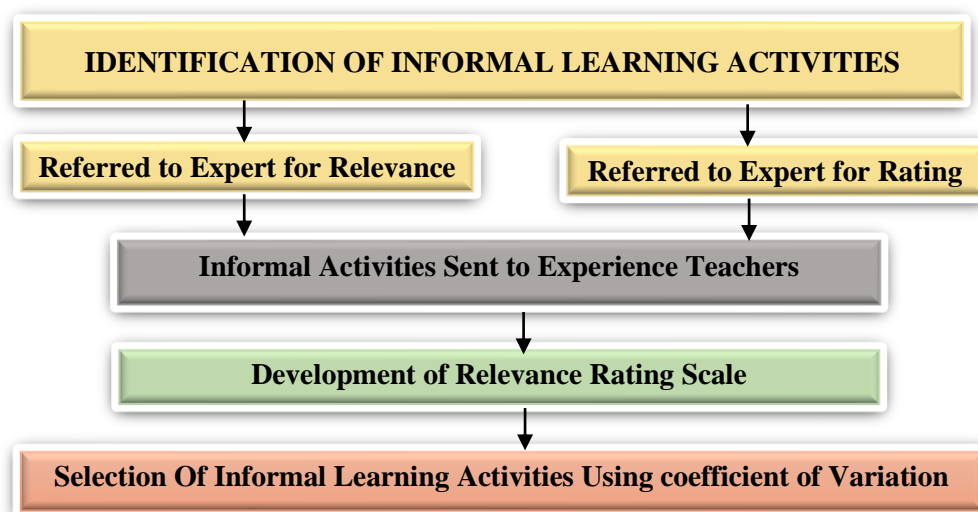 IDENTIFICATION OF INFORMAL LEARNING ACTIVITIES
Referred to Expert for Relevance
Referred to Expert for Rating
Informal Activities Sent to Experience Teachers
Development of Relevance Rating Scale
Selection Of Informal Learning Activities Using coefficient of Variation